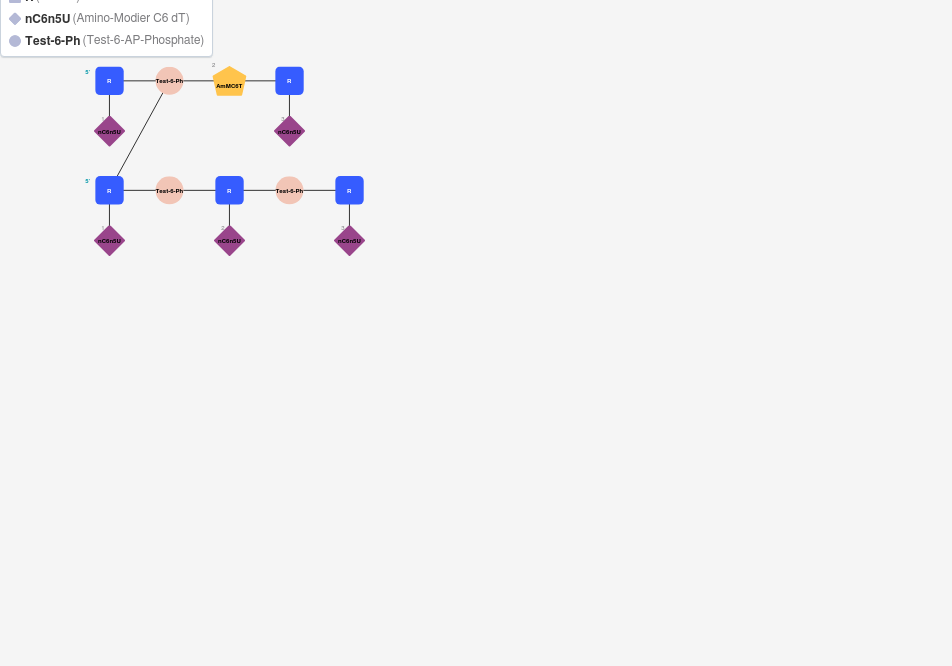 nC6n5U (Amino-Modier C6 dT)
Test-6-Ph (Test-6-AP-Phosphate)
2
5' R Test-6-Ph AmMC6T R
nC6n5U nC6n5U
5' R Test-6-Ph R Test-6-Ph R
nC6n5U nC6n5U nC6n5U